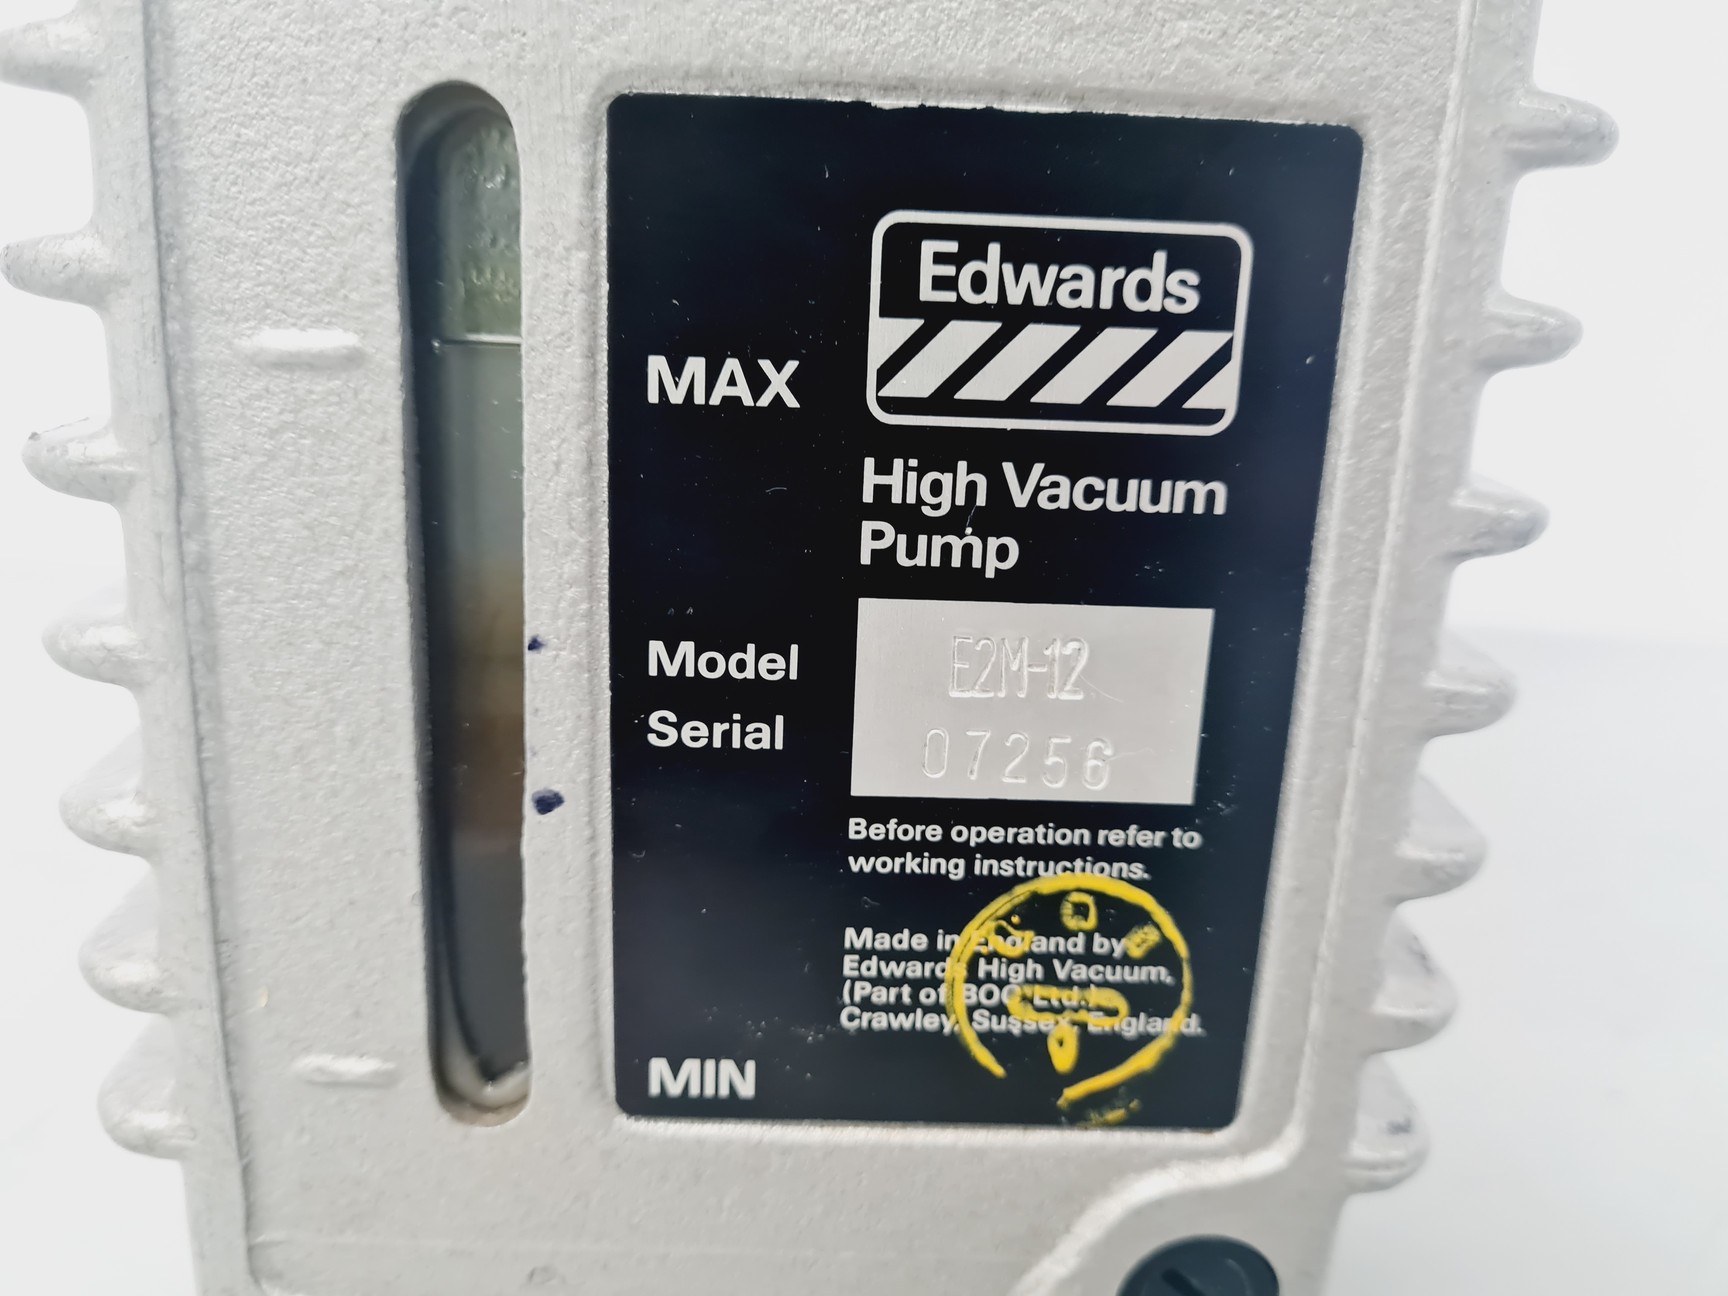 Edwards
MAX
High Vacuum
Pump
Model E2M-12
Serial 07256
Before operation refer to
working instructions.
Made in England by
Edwards High Vacuum,
(Part of BOC Ltd.)
Crawley, Sussex, England.
MIN